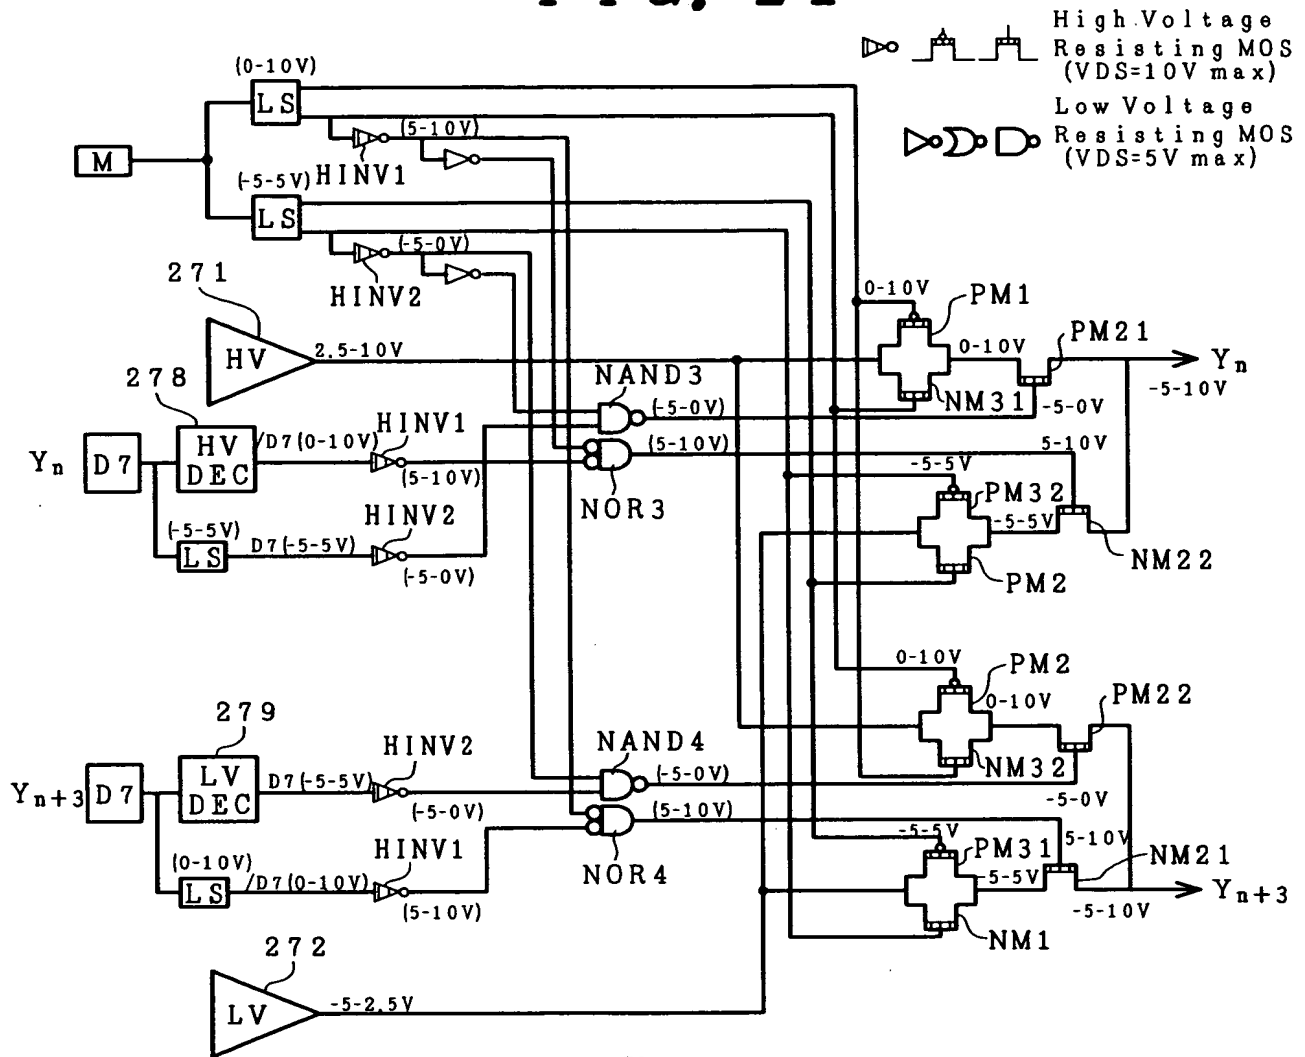 High Voltage
Resisting MOS
(VDS=10V max)
Low Voltage
Resisting MOS
(VDS=5V max)
(0-10V)
LS
(5-10V)
HINV1
M
(-5-5V)
LS
(-5-0V)
HINV2
271
HV
2.5-10V
0-10V
PM1
0-10V
PM21
Yn
-5-10V
NM31
-5-0V
278
NAND3
(-5-0V)
Yn
D7
HV
DEC
/D7(0-10V)
HINV1
(5-10V)
(5-10V)
5-10V
NOR3
-5-5V
PM32
-5-5V
NM22
PM2
(-5-5V)
LS
D7(-5-5V)
HINV2
(-5-0V)
0-10V
PM2
0-10V
PM22
NM32
-5-0V
279
HINV2
NAND4
(-5-0V)
Yn+3
D7
LV
DEC
D7(-5-5V)
(-5-0V)
(5-10V)
5-10V
NOR4
-5-5V
PM31
-5-5V
NM21
Yn+3
-5-10V
NM1
(0-10V)
LS
/D7(0-10V)
HINV1
(5-10V)
272
LV
-5-2.5V